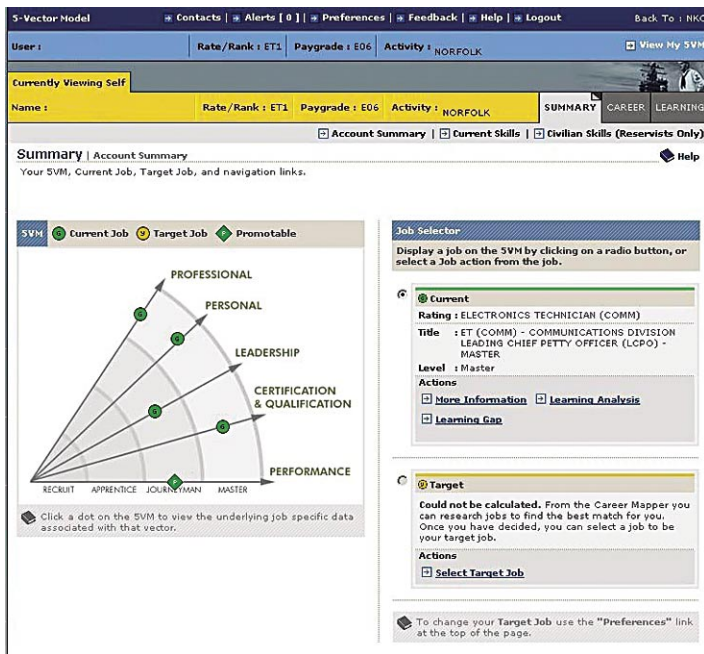 5-Vector Model
Contacts | Alerts [ 0 ] | Preferences | Feedback | Help | Logout
Back To : NKO
User :
Rate/Rank : ET1 Paygrade : E06 Activity : NORFOLK
View My 5VM
Currently Viewing Self
Name :
Rate/Rank : ET1 Paygrade : E06 Activity : NORFOLK
SUMMARY CAREER LEARNING
Account Summary | Current Skills | Civilian Skills (Reservists Only)
Summary | Account Summary
Help
Your 5VM, Current Job, Target Job, and navigation links.
5VM G Current Job Y Target Job P Promotable
PROFESSIONAL
PERSONAL
LEADERSHIP
CERTIFICATION
& QUALIFICATION
PERFORMANCE
G
G
G
G
P
RECRUIT APPRENTICE JOURNEYMAN MASTER
Click a dot on the 5VM to view the underlying job specific data
associated with that vector.
Job Selector
Display a job on the 5VM by clicking on a radio button, or
select a Job action from the job.
G Current
Rating : ELECTRONICS TECHNICIAN (COMM)
Title : ET (COMM) - COMMUNICATIONS DIVISION
LEADING CHIEF PETTY OFFICER (LCPO) -
MASTER
Level : Master
Actions
More Information Learning Analysis
Learning Gap
Y Target
Could not be calculated. From the Career Mapper you
can research jobs to find the best match for you.
Once you have decided, you can select a job to be
your target job.
Actions
Select Target Job
To change your Target Job use the "Preferences" link
at the top of the page.